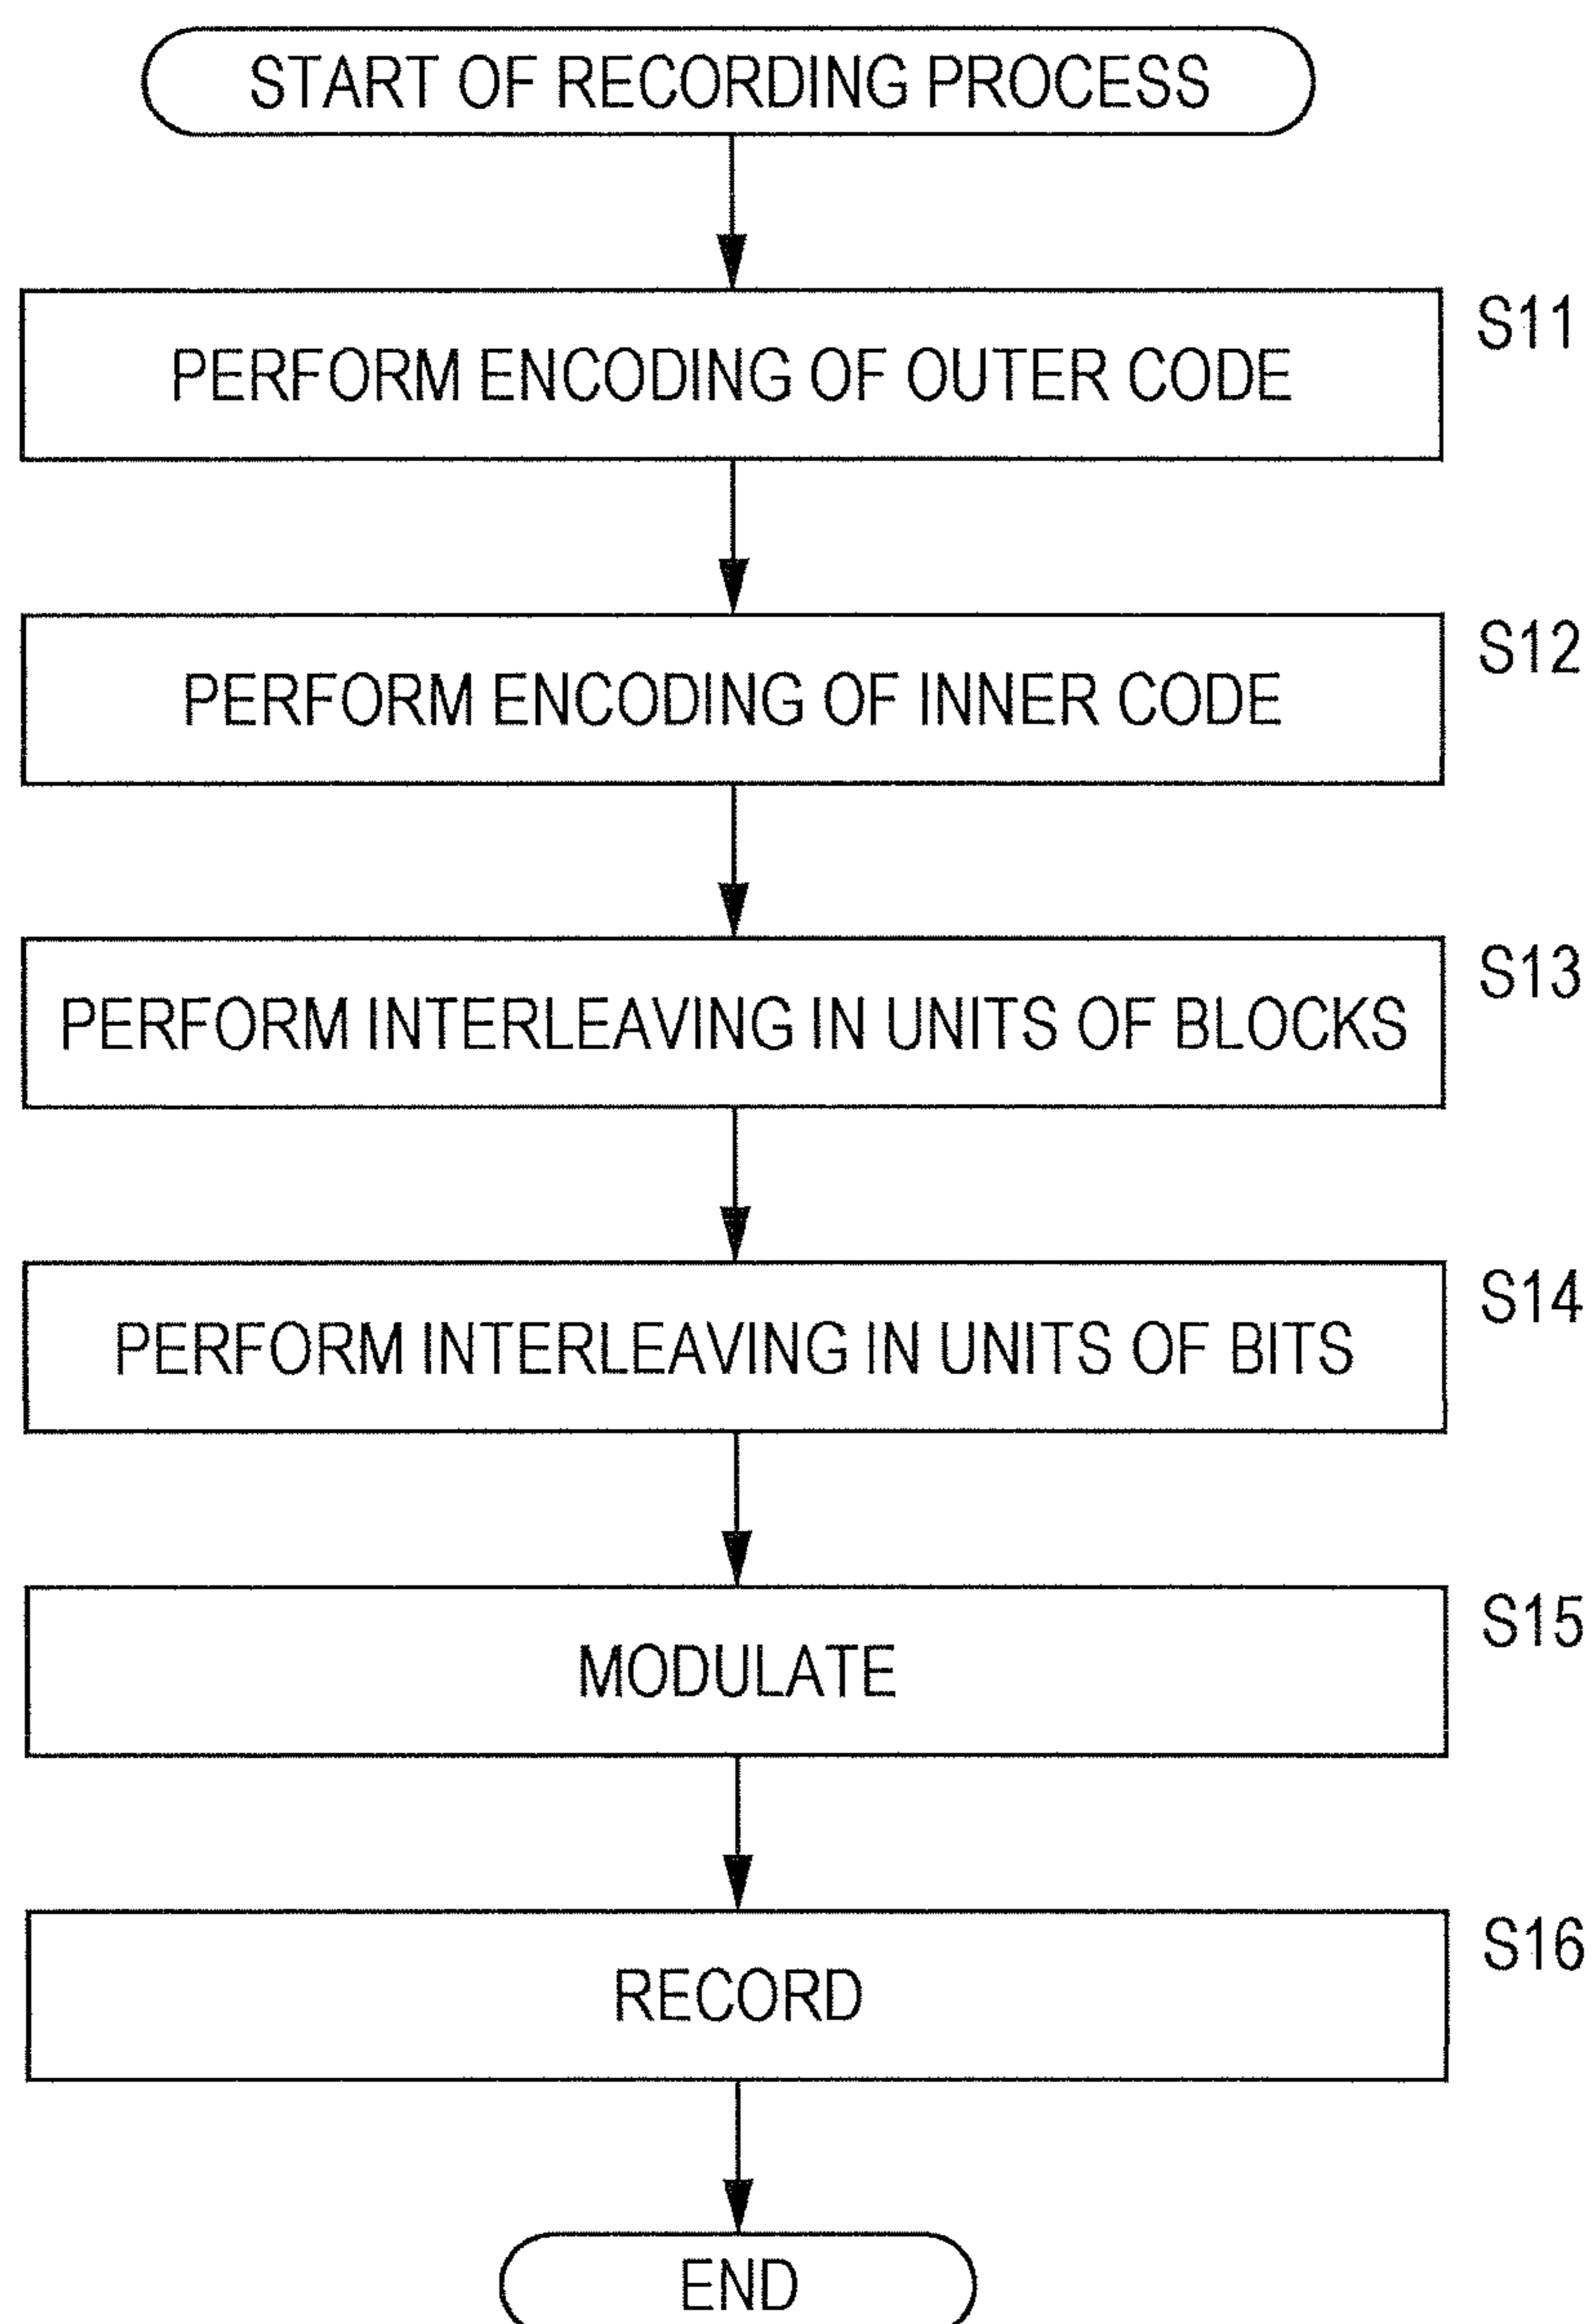 START OF RECORDING PROCESS
S11
PERFORM ENCODING OF OUTER CODE
S12
PERFORM ENCODING OF INNER CODE
S13
PERFORM INTERLEAVING IN UNITS OF BLOCKS
S14
PERFORM INTERLEAVING IN UNITS OF BITS
S15
MODULATE
S16
RECORD
END